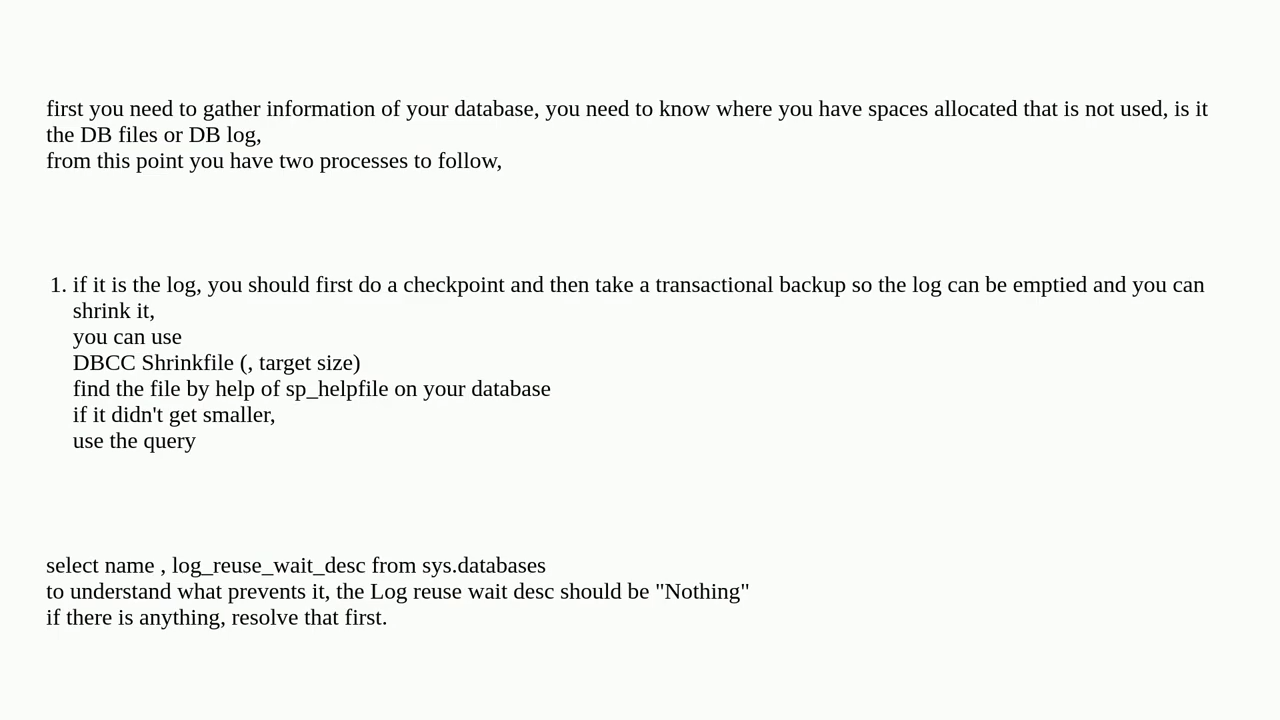 first you need to gather information of your database, you need to know where you have spaces allocated that is not used, is it
the DB files or DB log,
from this point you have two processes to follow,
1. if it is the log, you should first do a checkpoint and then take a transactional backup so the log can be emptied and you can
shrink it,
you can use
DBCC Shrinkfile (, target size)
find the file by help of sp_helpfile on your database
if it didn't get smaller,
use the query
select name , log_reuse_wait_desc from sys.databases
to understand what prevents it, the Log reuse wait desc should be "Nothing"
if there is anything, resolve that first.